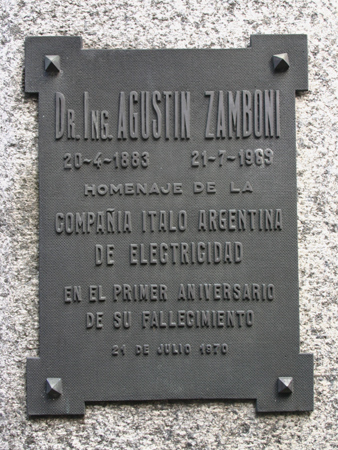 DR. ING. AGUSTIN ZAMBONI
20~4~1883 21~7~1969
HOMENAJE DE LA
COMPAÑIA ITALO ARGENTINA
DE ELECTRICIDAD
EN EL PRIMER ANIVERSARIO
DE SU FALLECIMIENTO
21 DE JULIO 1970